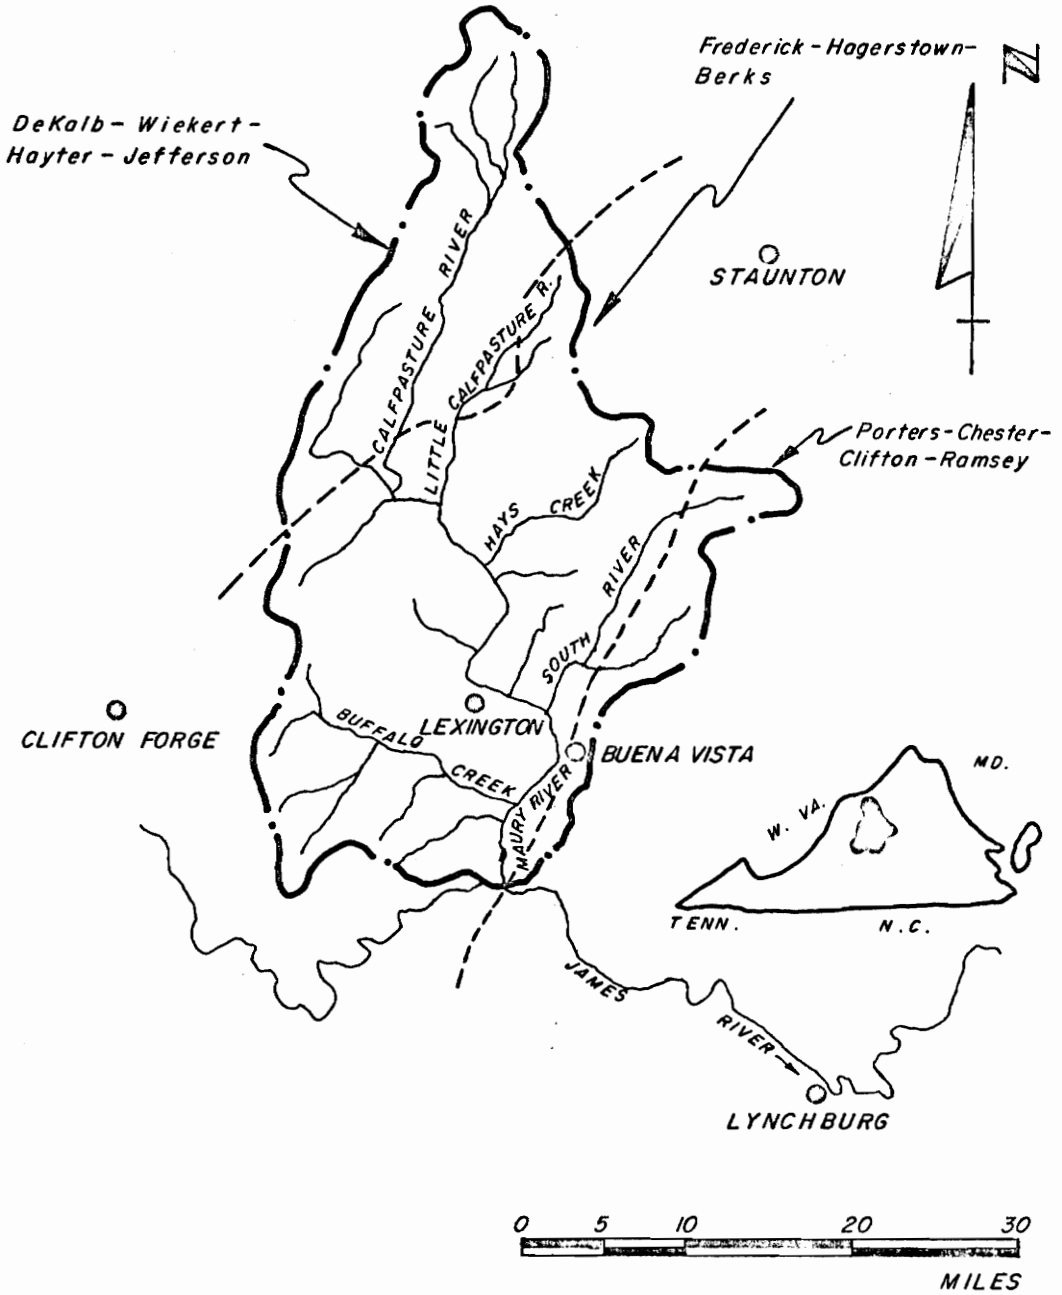 Frederick-Hagerstown-
Berks
N
DeKalb- Wiekert-
Hayter-Jefferson
CALFPASTURE RIVER
STAUNTON
LITTLE CALFPASTURE R.
Porters-Chester-
Clifton-Ramsey
HAYS CREEK
SOUTH RIVER
CLIFTON FORGE
LEXINGTON
BUFFALO CREEK
BUENA VISTA
MAURY RIVER
MD.
W. VA.
TENN.
N.C.
JAMES RIVER
LYNCHBURG
0 5 10 20 30
MILES